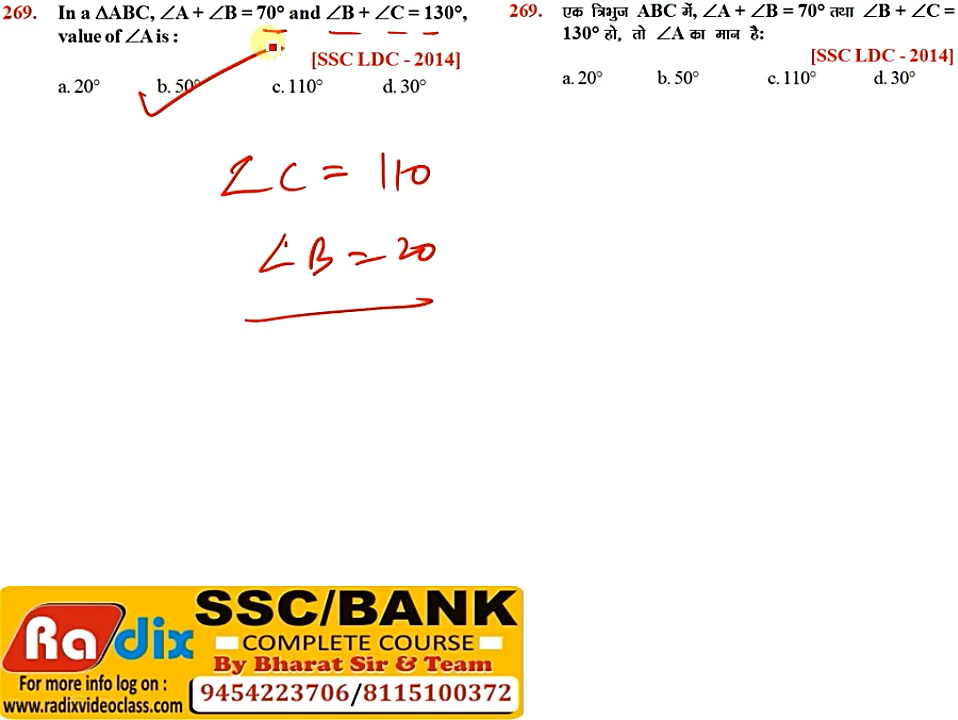 269. In a ΔABC, ∠A + ∠B = 70° and ∠B + ∠C = 130°,
value of ∠A is :
[SSC LDC - 2014]
a. 20° b. 50° c. 110° d. 30°
∠C = 110
∠B = 20
269. एक त्रिभुज ABC में, ∠A + ∠B = 70° तथा ∠B + ∠C =
130° हो, तो ∠A का मान है:
[SSC LDC - 2014]
a. 20° b. 50° c. 110° d. 30°
Radix
For more info log on :
www.radixvideoclass.com
SSC/BANK
COMPLETE COURSE
By Bharat Sir & Team
9454223706/8115100372